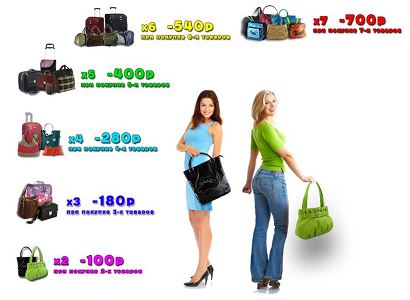 x6 -540р
при покупке 6-и товаров
x7 -700р
при покупке 7-и товаров
x5 -400р
при покупке 5-и товаров
x4 -280р
при покупке 4-х товаров
x3 -180р
при покупке 3-х товаров
x2 -100р
при покупке 2-х товаров